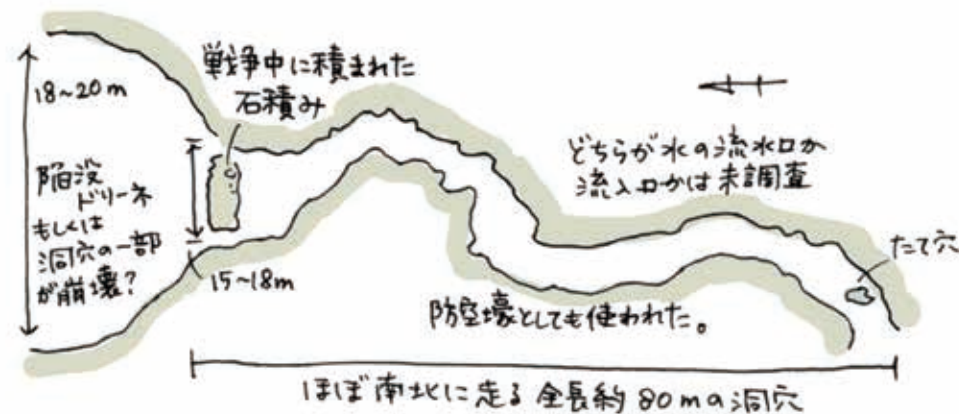 18~20m
陥没
ドリーネ
もしくは
洞穴の一部
が崩壊?
戦争中に積まれた
石積み
15~18m
どちらが水の流水口か
流入口かは未調査
たて穴
防空壕としても使われた。
ほぼ南北に走る全長約80mの洞穴